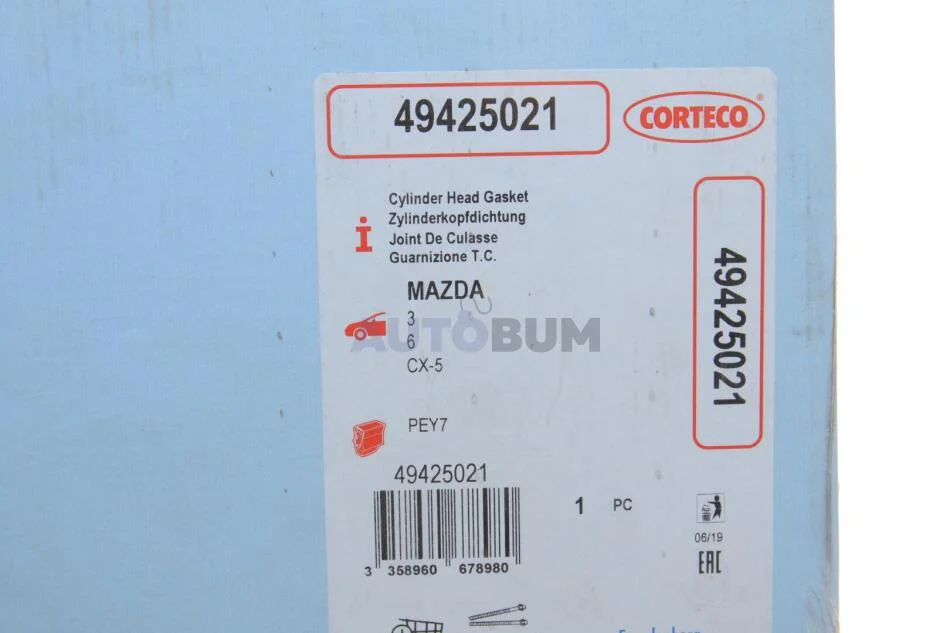 49425021
CORTECO®
Cylinder Head Gasket
Zylinderkopfdichtung
Joint De Culasse
Guarnizione T.C.
i
MAZDA
3
6
CX-5
AUTOBUM
49425021
PEY7
49425021
1 PC
3 358960 678980
06/19
EAC